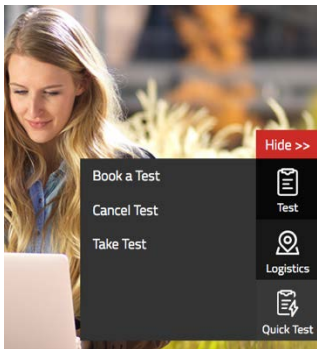 Hide >>
Book a Test
Cancel Test
Take Test
Test
Logistics
Quick Test